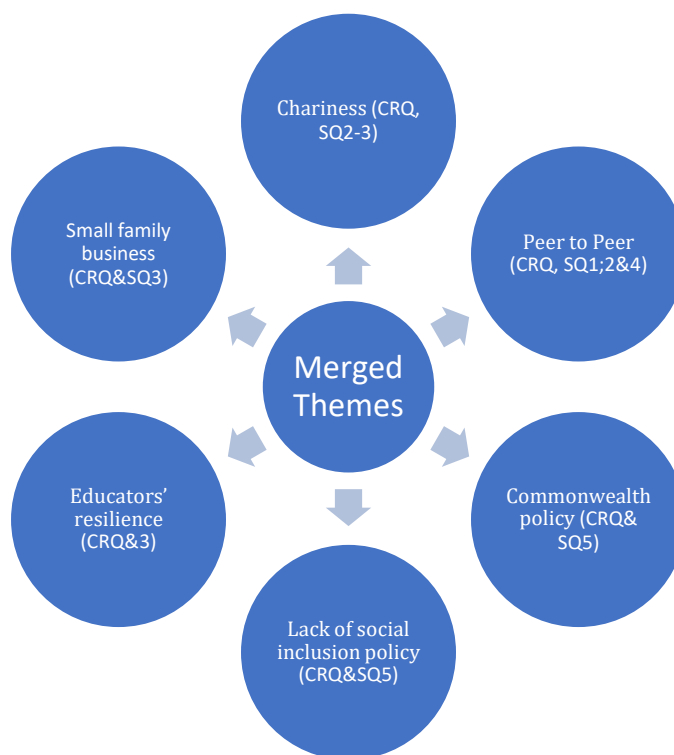 Chariness (CRQ,
SQ2-3)
Small family
business
(CRQ&SQ3)
Peer to Peer
(CRQ, SQ1;2&4)
Merged
Themes
Educators’
resilience
(CRQ&3)
Commonwealth
policy (CRQ&
SQ5)
Lack of social
inclusion policy
(CRQ&SQ5)